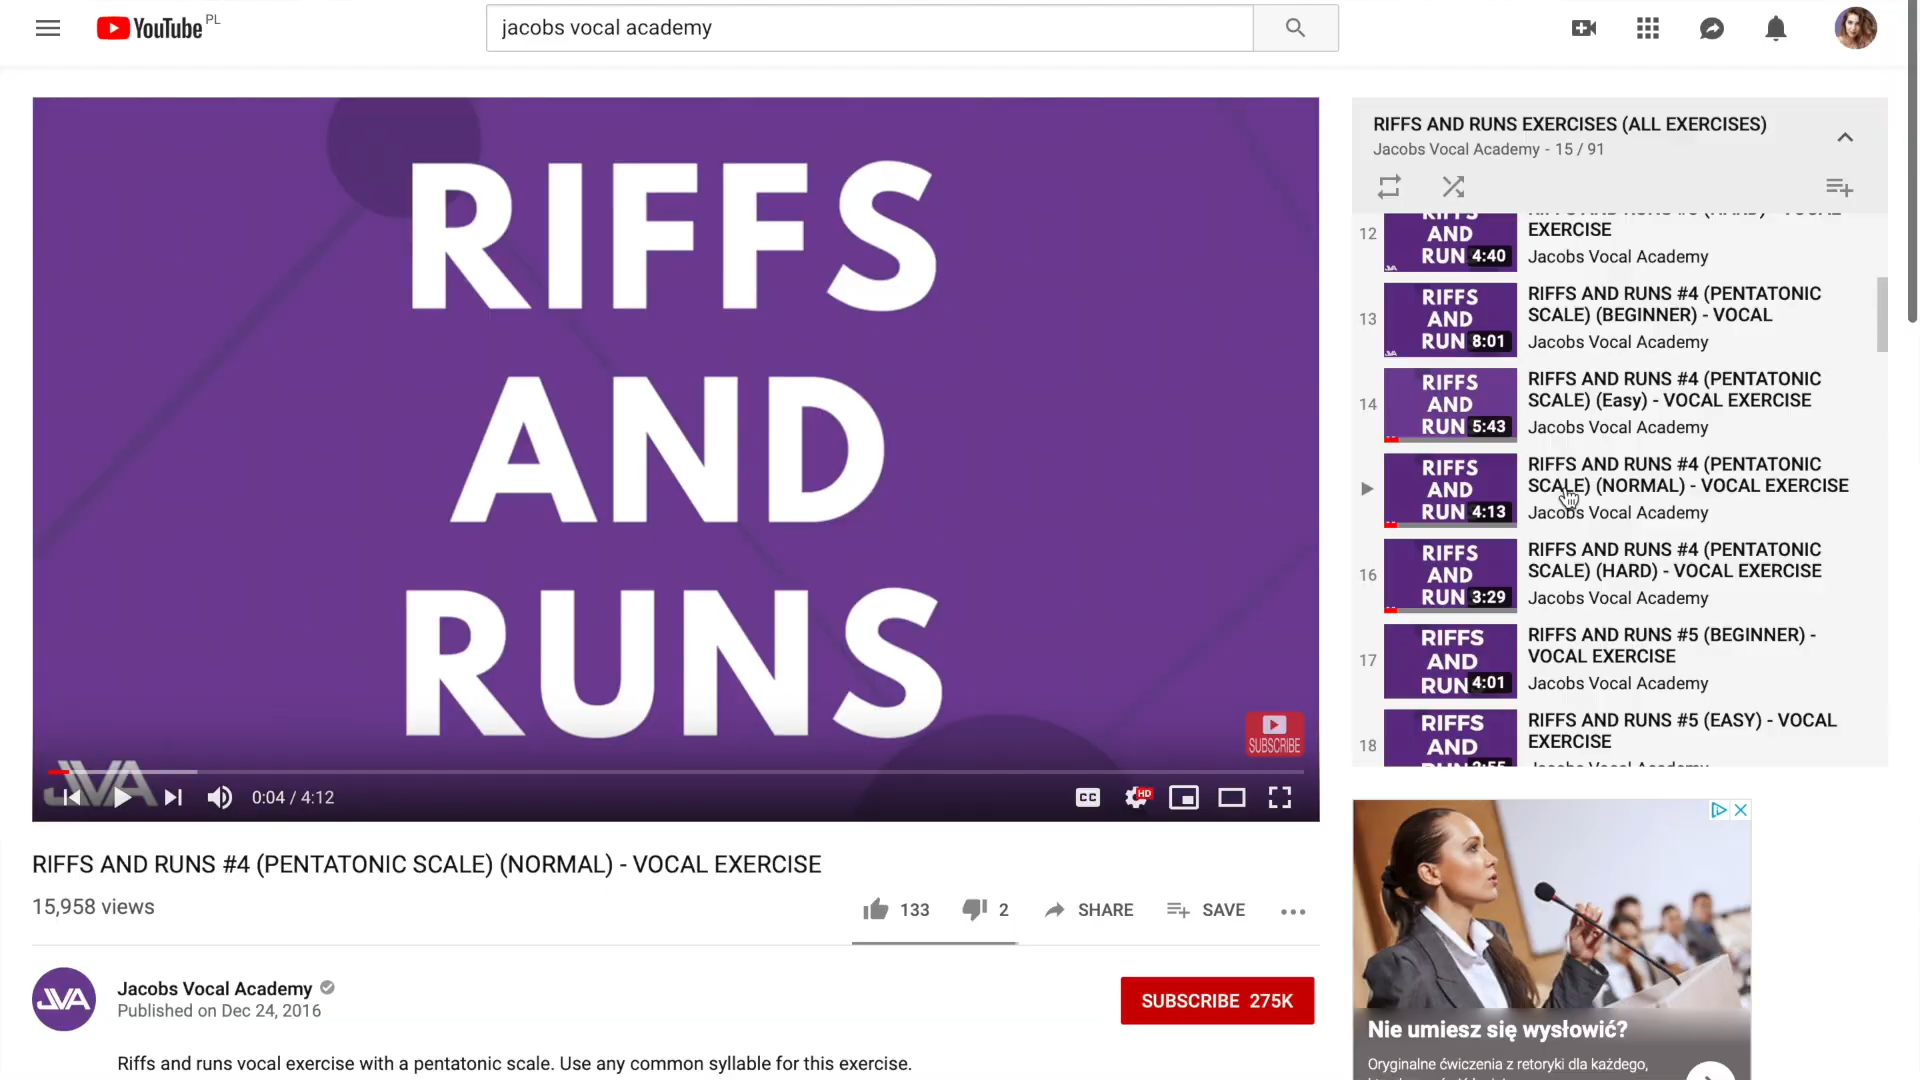 YouTube PL
jacobs vocal academy
RIFFS
AND
RUNS
SUBSCRIBE
JVA
0:04 / 4:12
CC
HD
RIFFS AND RUNS #4 (PENTATONIC SCALE) (NORMAL) - VOCAL EXERCISE
15,958 views
133
2
SHARE
SAVE
JVA
Jacobs Vocal Academy
Published on Dec 24, 2016
SUBSCRIBE 275K
Riffs and runs vocal exercise with a pentatonic scale. Use any common syllable for this exercise.
RIFFS AND RUNS EXERCISES (ALL EXERCISES)
Jacobs Vocal Academy - 15 / 91
12
RIFFS
AND
RUN
4:40
EXERCISE
Jacobs Vocal Academy
13
RIFFS
AND
RUN
8:01
RIFFS AND RUNS #4 (PENTATONIC
SCALE) (BEGINNER) - VOCAL
Jacobs Vocal Academy
14
RIFFS
AND
RUN
5:43
RIFFS AND RUNS #4 (PENTATONIC
SCALE) (Easy) - VOCAL EXERCISE
Jacobs Vocal Academy
RIFFS
AND
RUN
4:13
RIFFS AND RUNS #4 (PENTATONIC
SCALE) (NORMAL) - VOCAL EXERCISE
Jacobs Vocal Academy
16
RIFFS
AND
RUN
3:29
RIFFS AND RUNS #4 (PENTATONIC
SCALE) (HARD) - VOCAL EXERCISE
Jacobs Vocal Academy
17
RIFFS
AND
RUN
4:01
RIFFS AND RUNS #5 (BEGINNER) -
VOCAL EXERCISE
Jacobs Vocal Academy
18
RIFFS
AND
RIFFS AND RUNS #5 (EASY) - VOCAL
EXERCISE
Nie umiesz się wysłowić?
Oryginalne ćwiczenia z retoryki dla każdego,